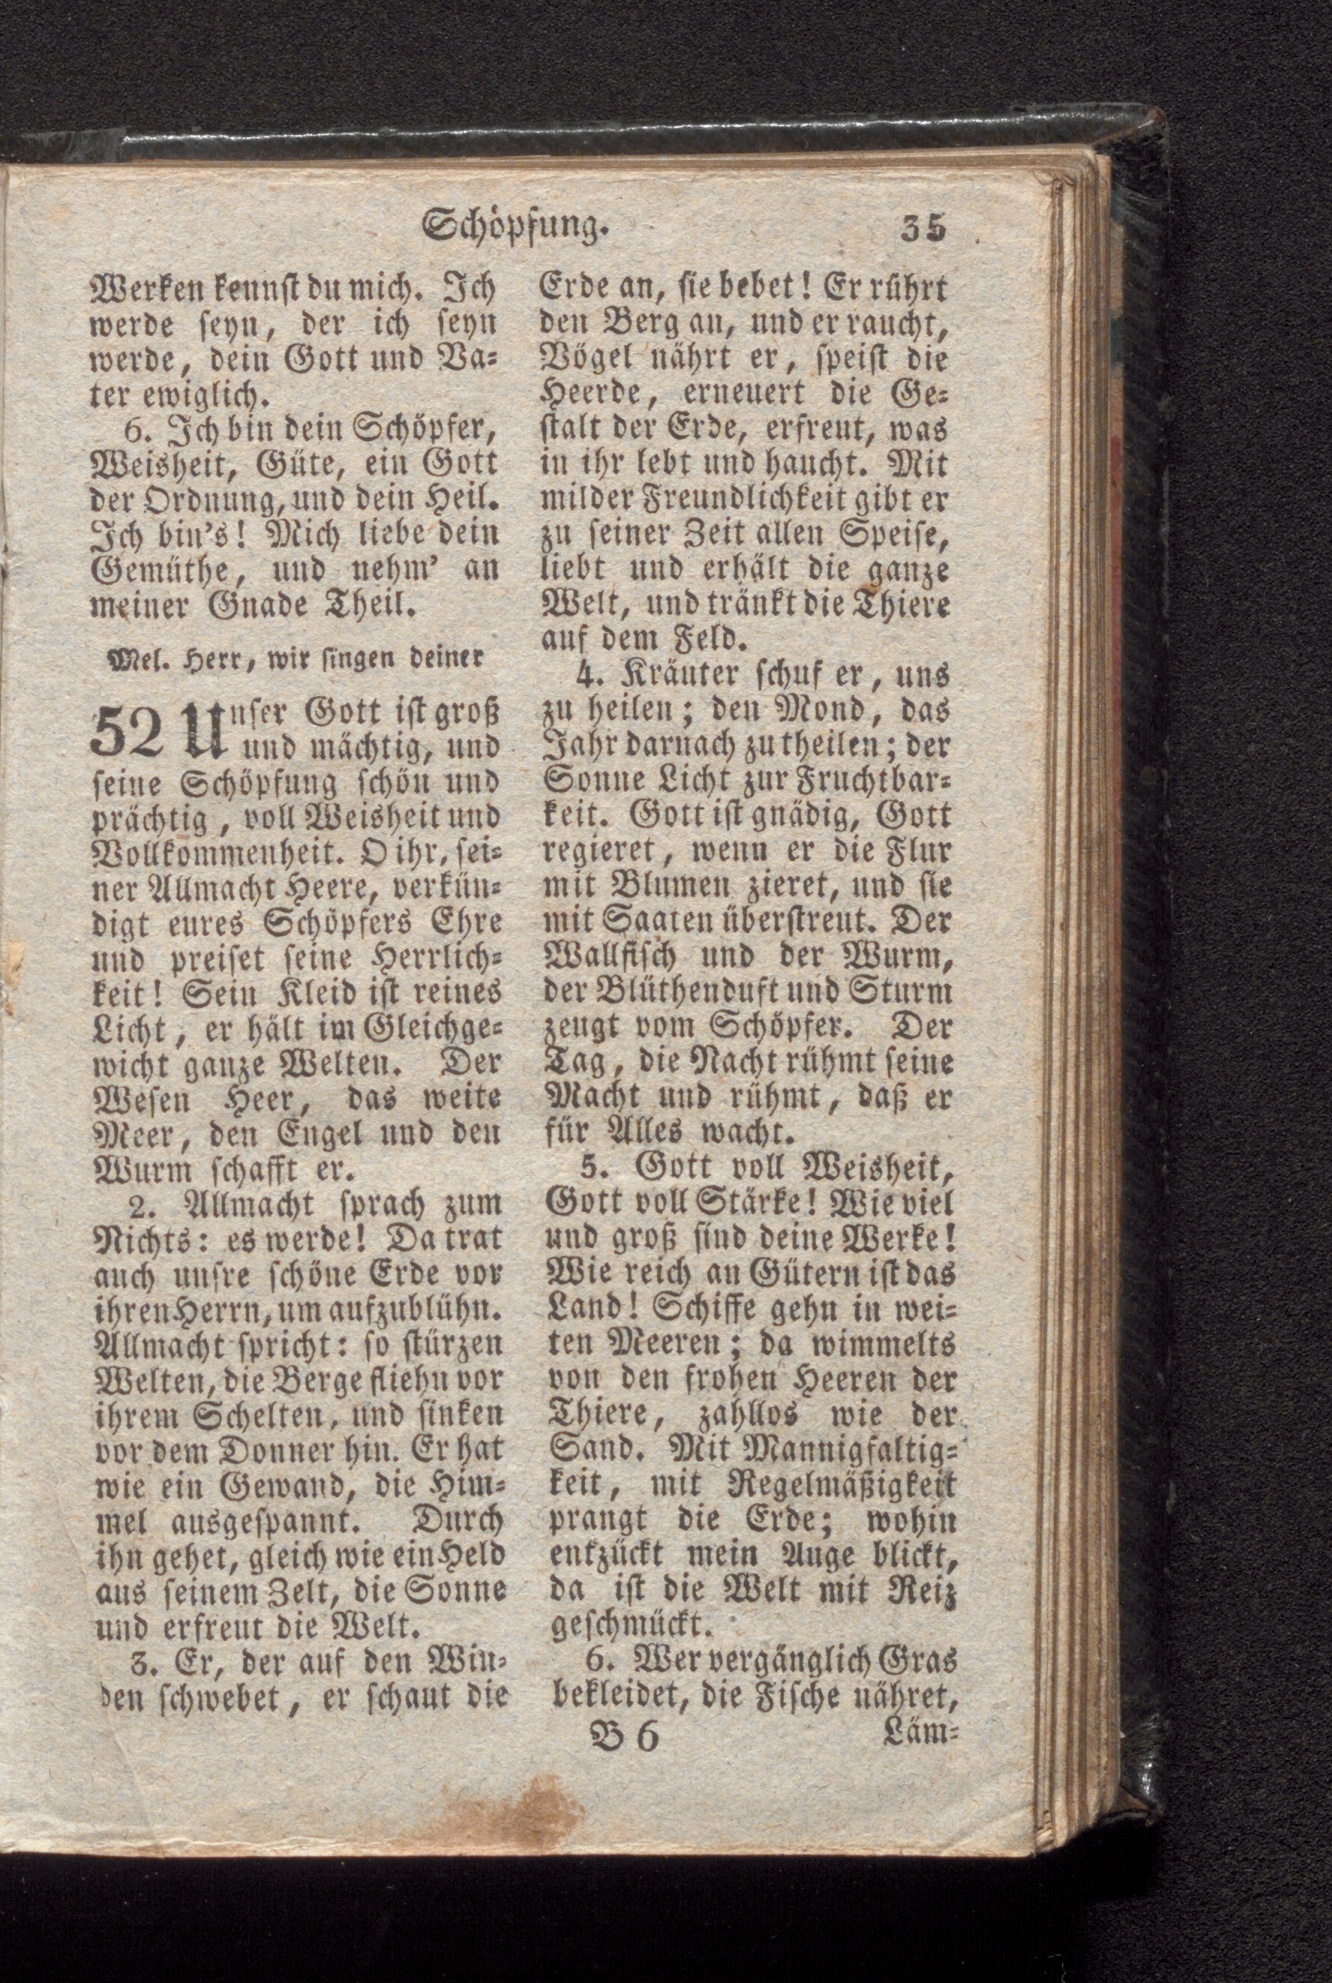 Schöpfung. 35
Werken kennst du mich. Ich
werde seyn, der ich seyn
werde, dein Gott und Va-
ter ewiglich.
6. Ich bin dein Schöpfer,
Weisheit, Güte, ein Gott
der Ordnung, und dein Heil.
Ich bin's! Mich liebe dein
Gemüthe, und nehm' an
meiner Gnade Theil.
Mel. Herr, wir singen deiner
52 Unser Gott ist groß
und mächtig, und
seine Schöpfung schön und
prächtig, voll Weisheit und
Vollkommenheit. O ihr, sei-
ner Allmacht Heere, verkün-
digt eures Schöpfers Ehre
und preiset seine Herrlich-
keit! Sein Kleid ist reines
Licht, er hält im Gleichge-
wicht ganze Welten. Der
Wesen Heer, das weite
Meer, den Engel und den
Wurm schafft er.
2. Allmacht sprach zum
Nichts: es werde! Da trat
auch unsre schöne Erde vor
ihren Herrn, um aufzublühn.
Allmacht spricht: so stürzen
Welten, die Berge fliehn vor
ihrem Schelten, und sinken
vor dem Donner hin. Er hat
wie ein Gewand, die Him-
mel ausgespannt. Durch
ihn gehet, gleich wie ein Held
aus seinem Zelt, die Sonne
und erfreut die Welt.
3. Er, der auf den Win-
den schwebet, er schaut die
Erde an, sie bebet! Er rührt
den Berg an, und er raucht,
Vögel nährt er, speist die
Heerde, erneuert die Ge-
stalt der Erde, erfreut, was
in ihr lebt und haucht. Mit
milder Freundlichkeit gibt er
zu seiner Zeit allen Speise,
liebt und erhält die ganze
Welt, und tränkt die Thiere
auf dem Feld.
4. Kräuter schuf er, uns
zu heilen; den Mond, das
Jahr darnach zu theilen; der
Sonne Licht zur Fruchtbar-
keit. Gott ist gnädig, Gott
regieret, wenn er die Flur
mit Blumen zieret, und sie
mit Saaten überstreut. Der
Wallfisch und der Wurm,
der Blüthenduft und Sturm
zeugt vom Schöpfer. Der
Tag, die Nacht rühmt seine
Macht und rühmt, daß er
für Alles wacht.
5. Gott voll Weisheit,
Gott voll Stärke! Wie viel
und groß sind deine Werke!
Wie reich an Gütern ist das
Land! Schiffe gehn in wei-
ten Meeren; da wimmelts
von den frohen Heeren der
Thiere, zahllos wie der
Sand. Mit Mannigfaltig-
keit, mit Regelmäßigkeit
prangt die Erde; wohin
entzückt mein Auge blickt,
da ist die Welt mit Reiz
geschmückt.
6. Wer vergänglich Gras
bekleidet, die Fische nähret,
B 6 Läm-